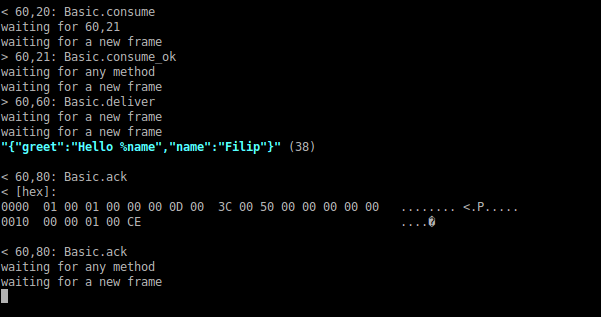 < 60,20: Basic.consume
waiting for 60,21
waiting for a new frame
> 60,21: Basic.consume_ok
waiting for any method
waiting for a new frame
> 60,60: Basic.deliver
waiting for a new frame
waiting for a new frame
"{"greet":"Hello %name","name":"Filip"}" (38)
< 60,80: Basic.ack
< [hex]:
0000  01 00 01 00 00 00 0D 00  3C 00 50 00 00 00 00 00   ........ <.P.....
0010  00 00 01 00 CE                                     ....�
< 60,80: Basic.ack
waiting for any method
waiting for a new frame